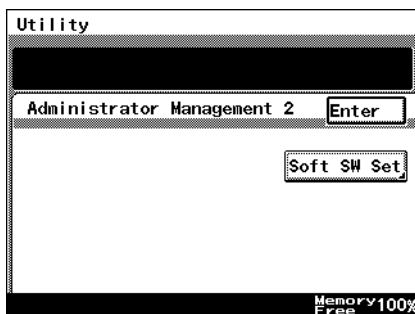 Utility
Administrator Management 2 Enter
Soft SW Set
Memory
Free 100%